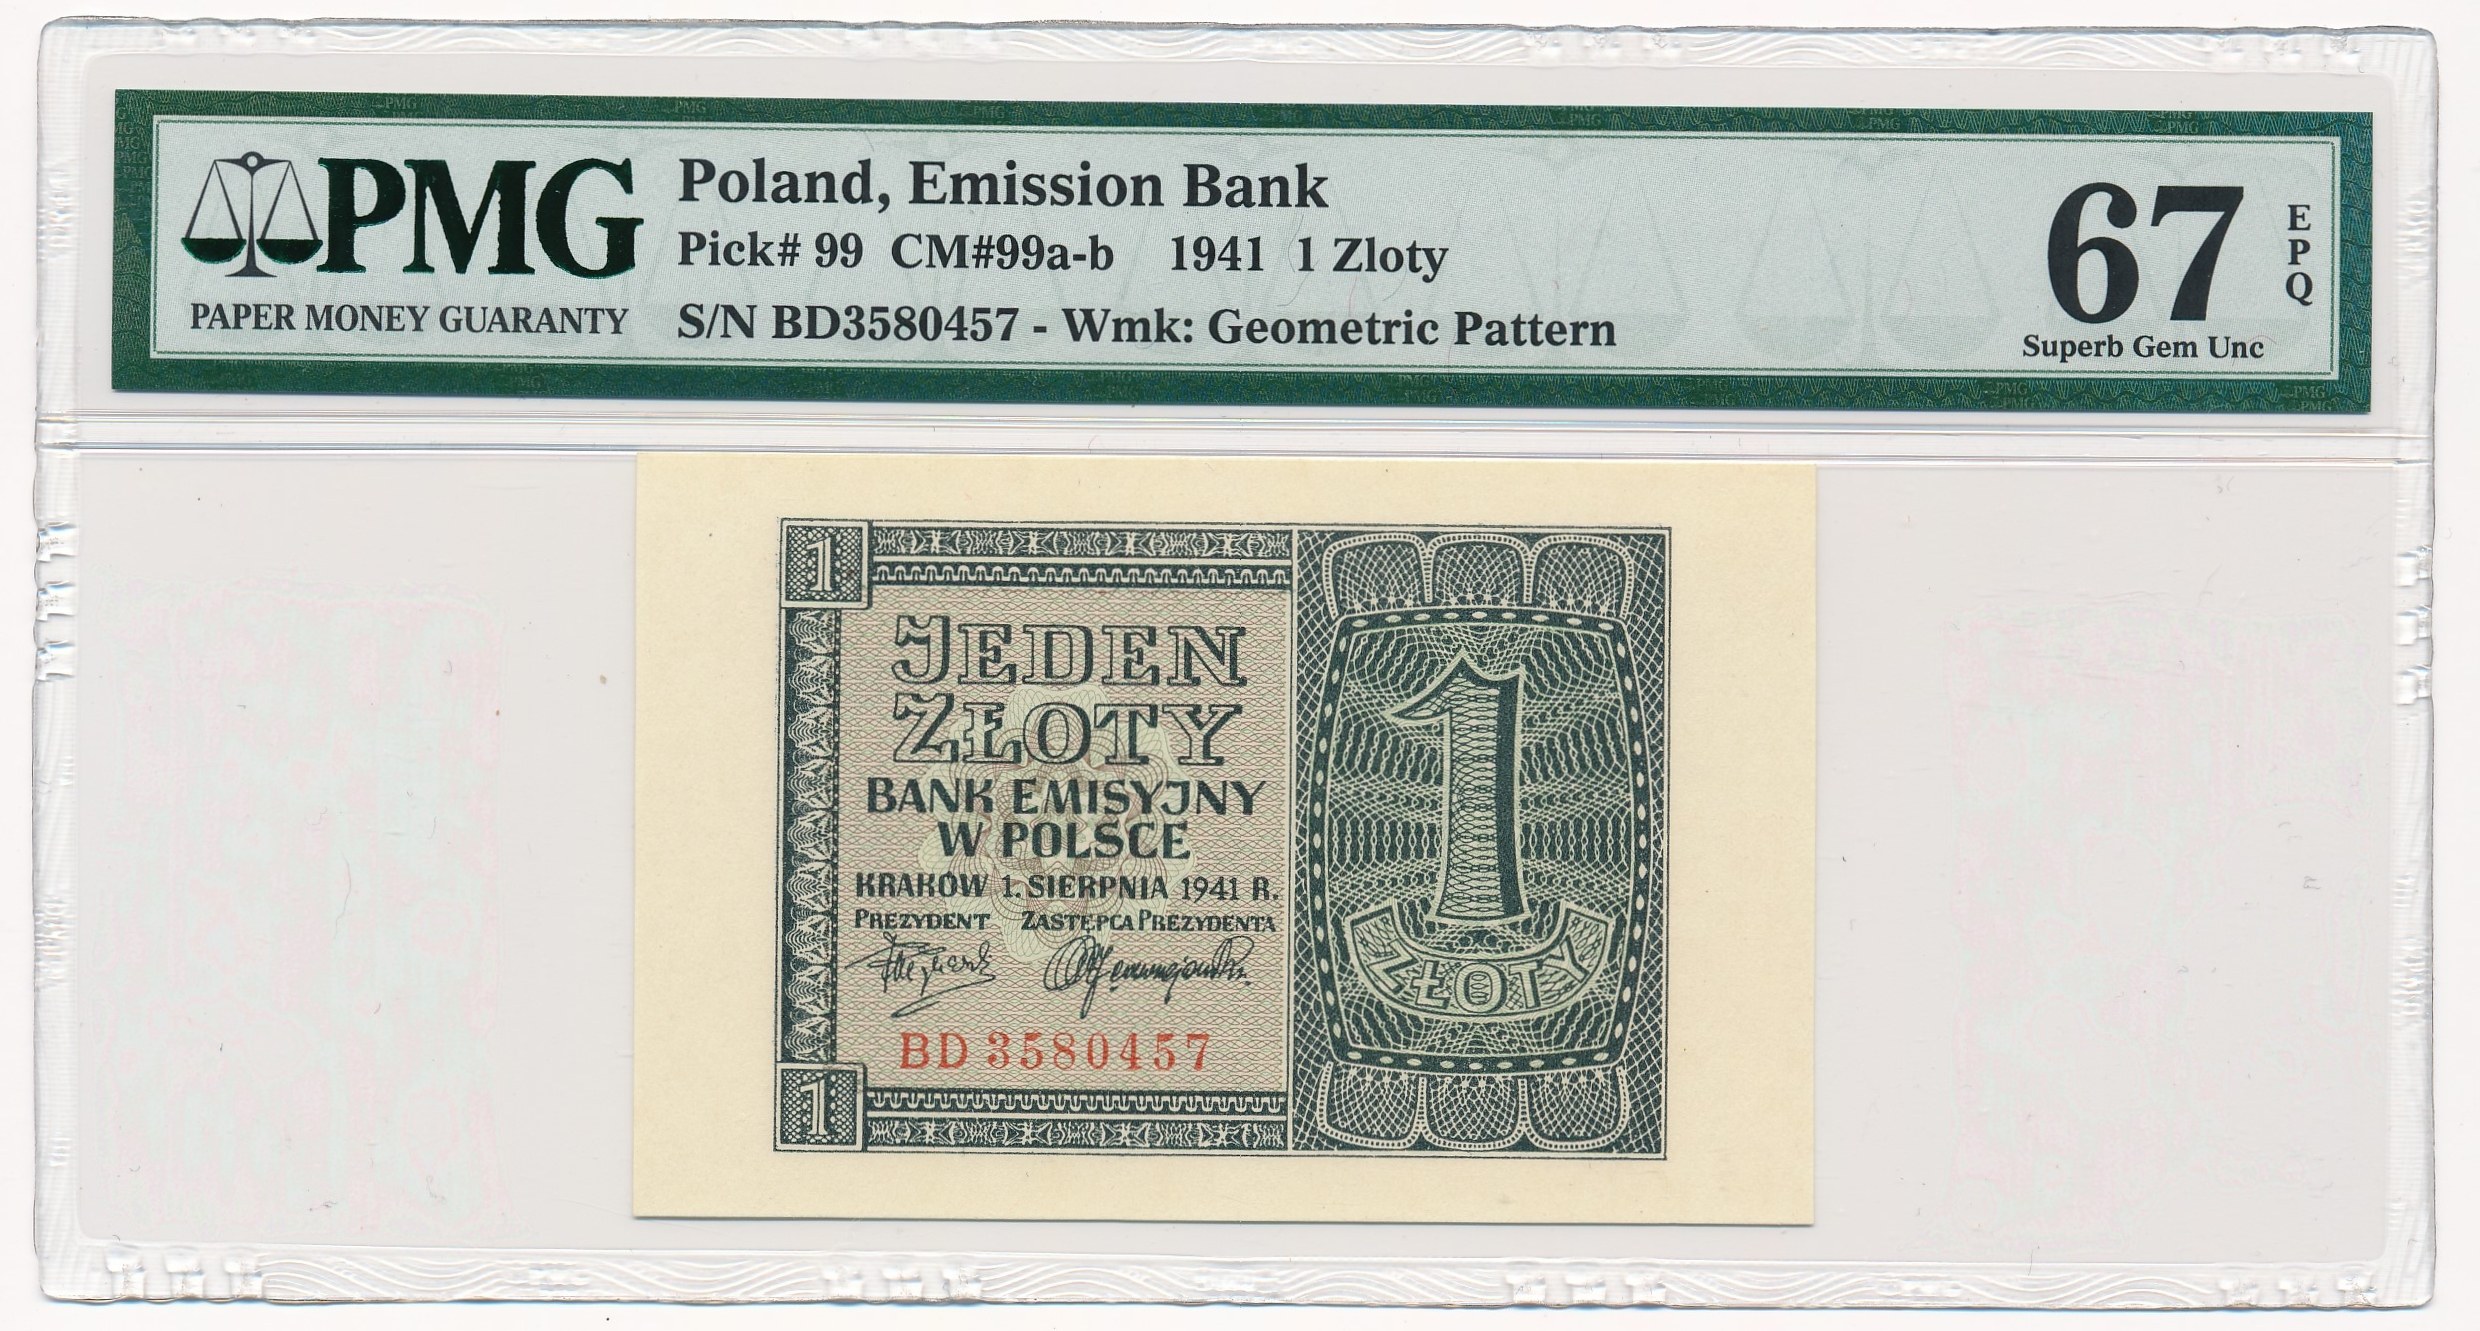 PMG
PAPER MONEY GUARANTY
Poland, Emission Bank
Pick# 99 CM#99a-b 1941 1 Zloty
S/N BD3580457 - Wmk: Geometric Pattern
67
EPQ
Superb Gem Unc
1
JEDEN
ZŁOTY
BANK EMISYJNY
W POLSCE
KRAKÓW 1. SIERPNIA 1941 R.
PREZYDENT ZASTĘPCA PREZYDENTA
BD 3580457
1
1
ZŁOTY